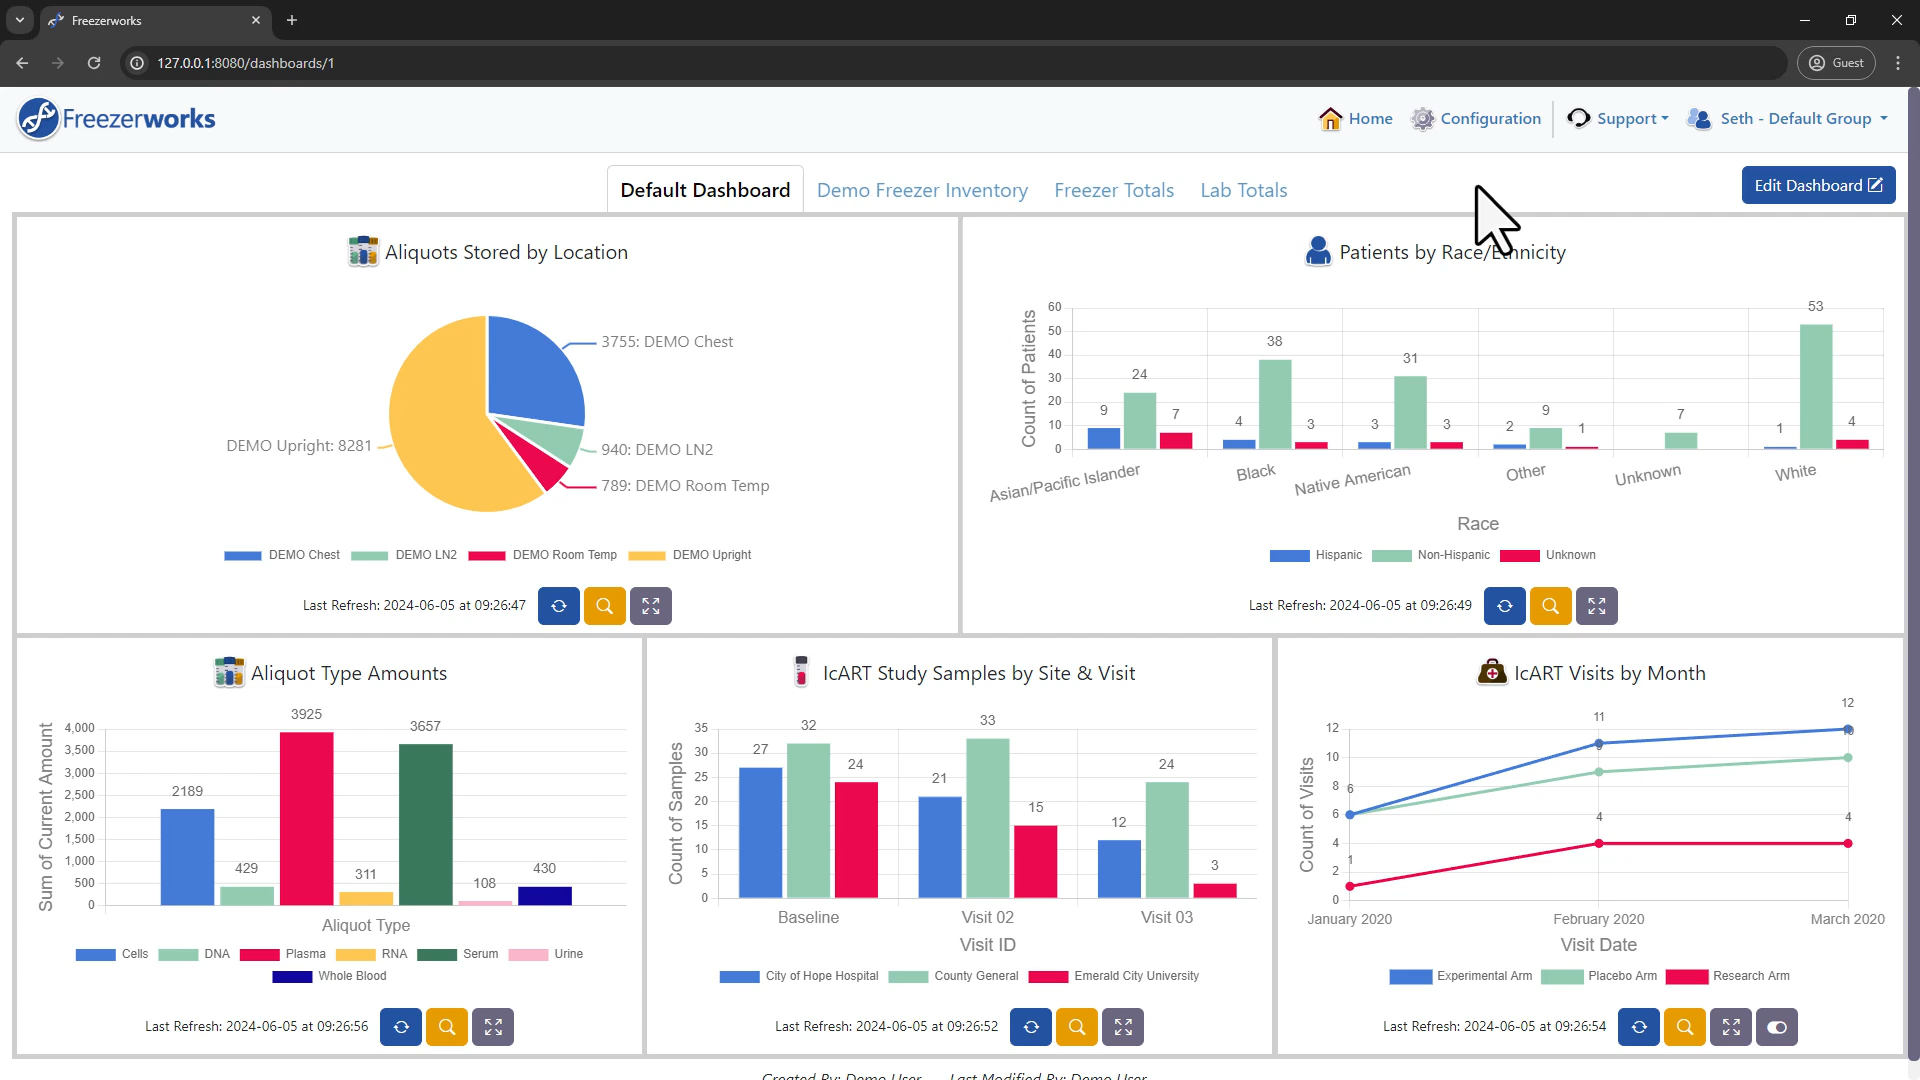 Freezerworks
127.0.0.1:8080/dashboards/1
Guest
Freezerworks
Home
Configuration
Support
Seth - Default Group
Default Dashboard
Demo Freezer Inventory
Freezer Totals
Lab Totals
Edit Dashboard
Aliquots Stored by Location
3755: DEMO Chest
DEMO Upright: 8281
940: DEMO LN2
789: DEMO Room Temp
DEMO Chest DEMO LN2 DEMO Room Temp DEMO Upright
Last Refresh: 2024-06-05 at 09:26:47
Patients by Race/Ethnicity
Count of Patients
60
50
40
30
20
10
0
9 24 7
4 38 3
3 31 3
2 9 1
7
1 53 4
Asian/Pacific Islander Black Native American Other Unknown White
Race
Hispanic Non-Hispanic Unknown
Last Refresh: 2024-06-05 at 09:26:49
Aliquot Type Amounts
Sum of Current Amount
4,000
3,500
3,000
2,500
2,000
1,500
1,000
500
0
2189 429 3925 311 3657 108 430
Aliquot Type
Cells DNA Plasma RNA Serum Urine
Whole Blood
Last Refresh: 2024-06-05 at 09:26:56
IcART Study Samples by Site & Visit
Count of Samples
35
30
25
20
15
10
5
0
27 32 24
21 33 15
12 24 3
Baseline Visit 02 Visit 03
Visit ID
City of Hope Hospital County General Emerald City University
Last Refresh: 2024-06-05 at 09:26:52
IcART Visits by Month
Count of Visits
12
10
8
6
4
2
0
6 11 12
9 10
1 4 4
January 2020 February 2020 March 2020
Visit Date
Experimental Arm Placebo Arm Research Arm
Last Refresh: 2024-06-05 at 09:26:54
Created By: Demo User Last Modified By: Demo User